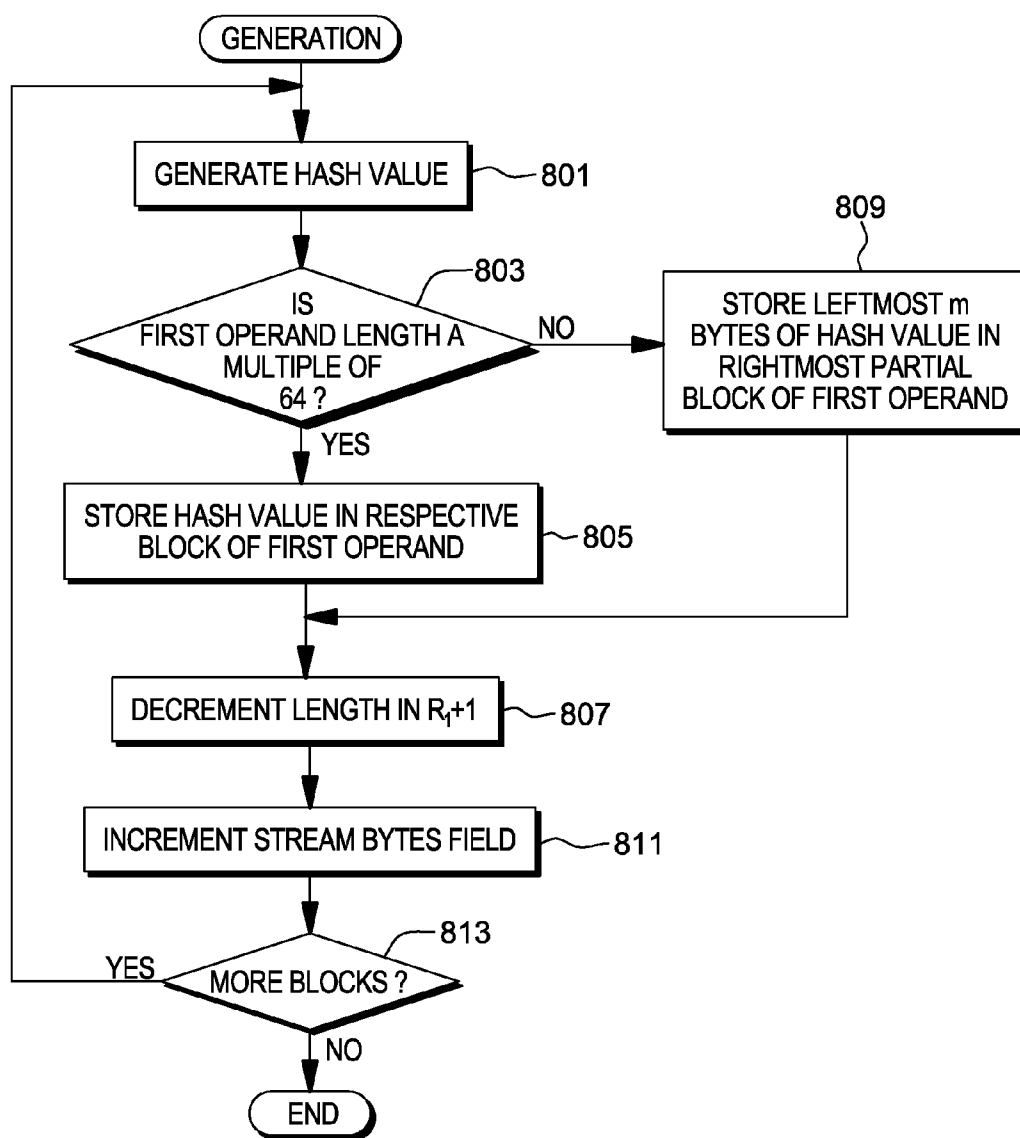 GENERATION
GENERATE HASH VALUE
801
803
IS
FIRST OPERAND LENGTH A
MULTIPLE OF
64 ?
NO
YES
809
STORE LEFTMOST m
BYTES OF HASH VALUE IN
RIGHTMOST PARTIAL
BLOCK OF FIRST OPERAND
STORE HASH VALUE IN RESPECTIVE
BLOCK OF FIRST OPERAND
805
DECREMENT LENGTH IN R₁+1
807
INCREMENT STREAM BYTES FIELD
811
813
MORE BLOCKS ?
YES
NO
END